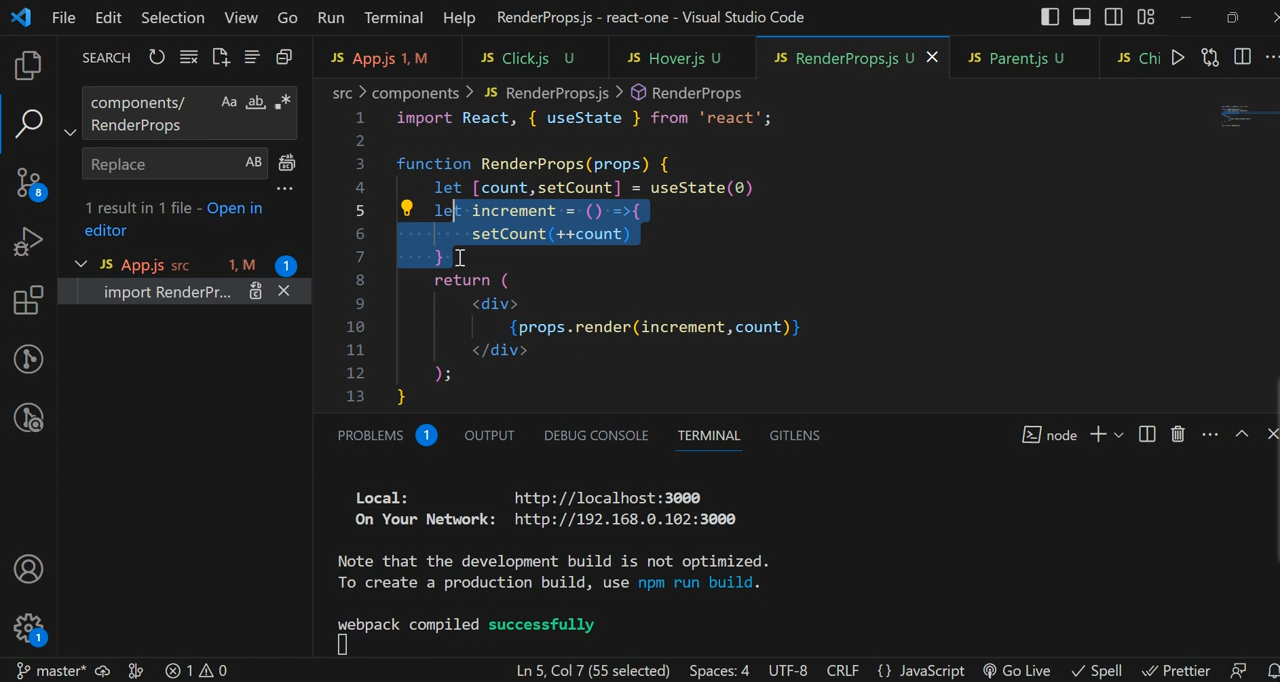 File Edit Selection View Go Run Terminal Help RenderProps.js - react-one - Visual Studio Code
SEARCH
components/
RenderProps
Aa ab .*
Replace AB
1 result in 1 file - Open in
editor
JS App.js src 1, M 1
import RenderPr...
8
1
JS App.js 1, M JS Click.js U JS Hover.js U JS RenderProps.js U JS Parent.js U JS Chi
src > components > JS RenderProps.js > RenderProps
1 import React, { useState } from 'react';
2
3 function RenderProps(props) {
4 let [count,setCount] = useState(0)
5 let increment = () =>{
6 setCount(++count)
7 }
8 return (
9 <div>
10 {props.render(increment,count)}
11 </div>
12 );
13 }
PROBLEMS 1 OUTPUT DEBUG CONSOLE TERMINAL GITLENS node
Local: http://localhost:3000
On Your Network: http://192.168.0.102:3000
Note that the development build is not optimized.
To create a production build, use npm run build.
webpack compiled successfully
master* 1 0 Ln 5, Col 7 (55 selected) Spaces: 4 UTF-8 CRLF {} JavaScript Go Live Spell Prettier